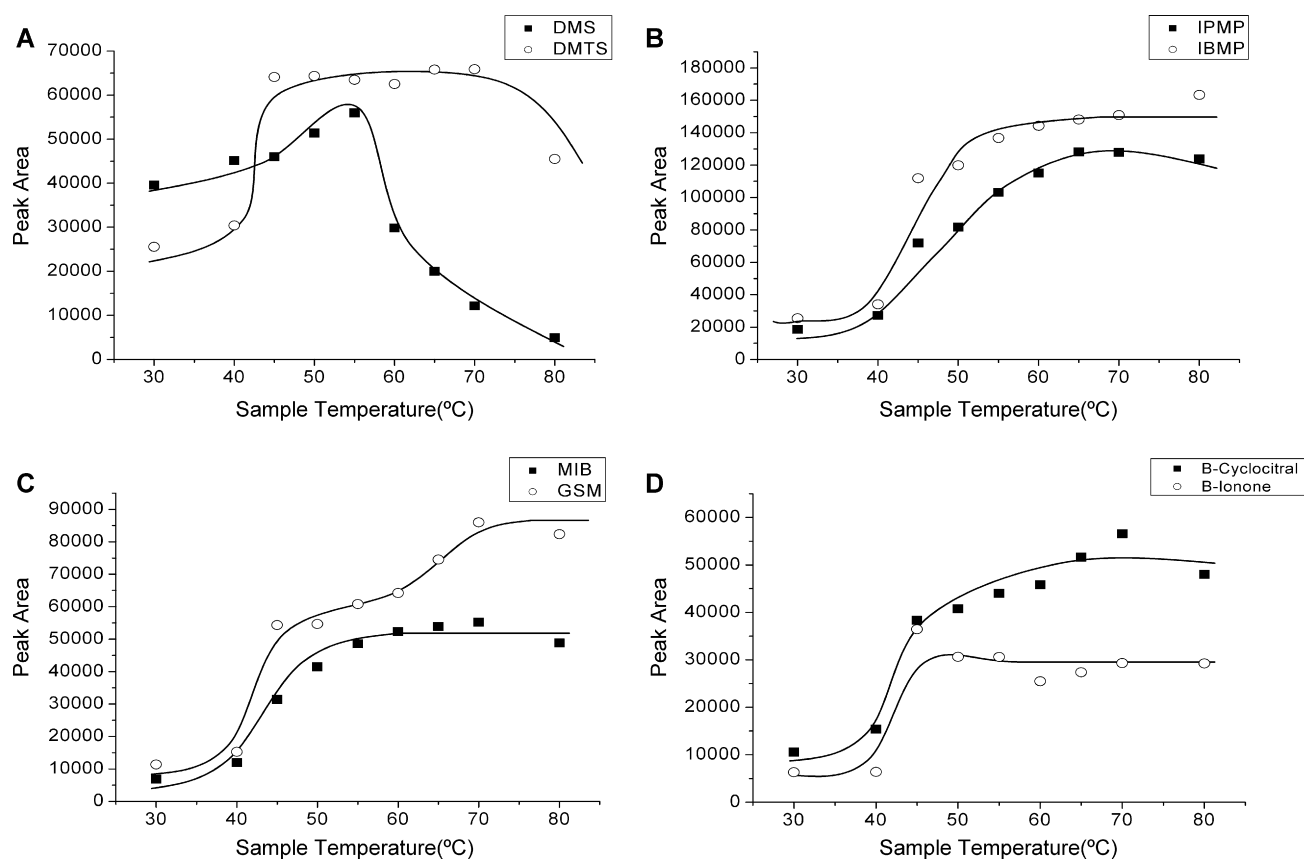 A
DMS
DMTS
70000
60000
50000
40000
30000
20000
10000
0
Peak Area
30 40 50 60 70 80
Sample Temperature(ºC)
B
IPMP
IBMP
180000
160000
140000
120000
100000
80000
60000
40000
20000
0
Peak Area
30 40 50 60 70 80
Sample Temperature(ºC)
C
MIB
GSM
90000
80000
70000
60000
50000
40000
30000
20000
10000
0
Peak Area
30 40 50 60 70 80
Sample Temperature(ºC)
D
B-Cyclocitral
B-Ionone
60000
50000
40000
30000
20000
10000
0
Peak Area
30 40 50 60 70 80
Sample Temperature(ºC)